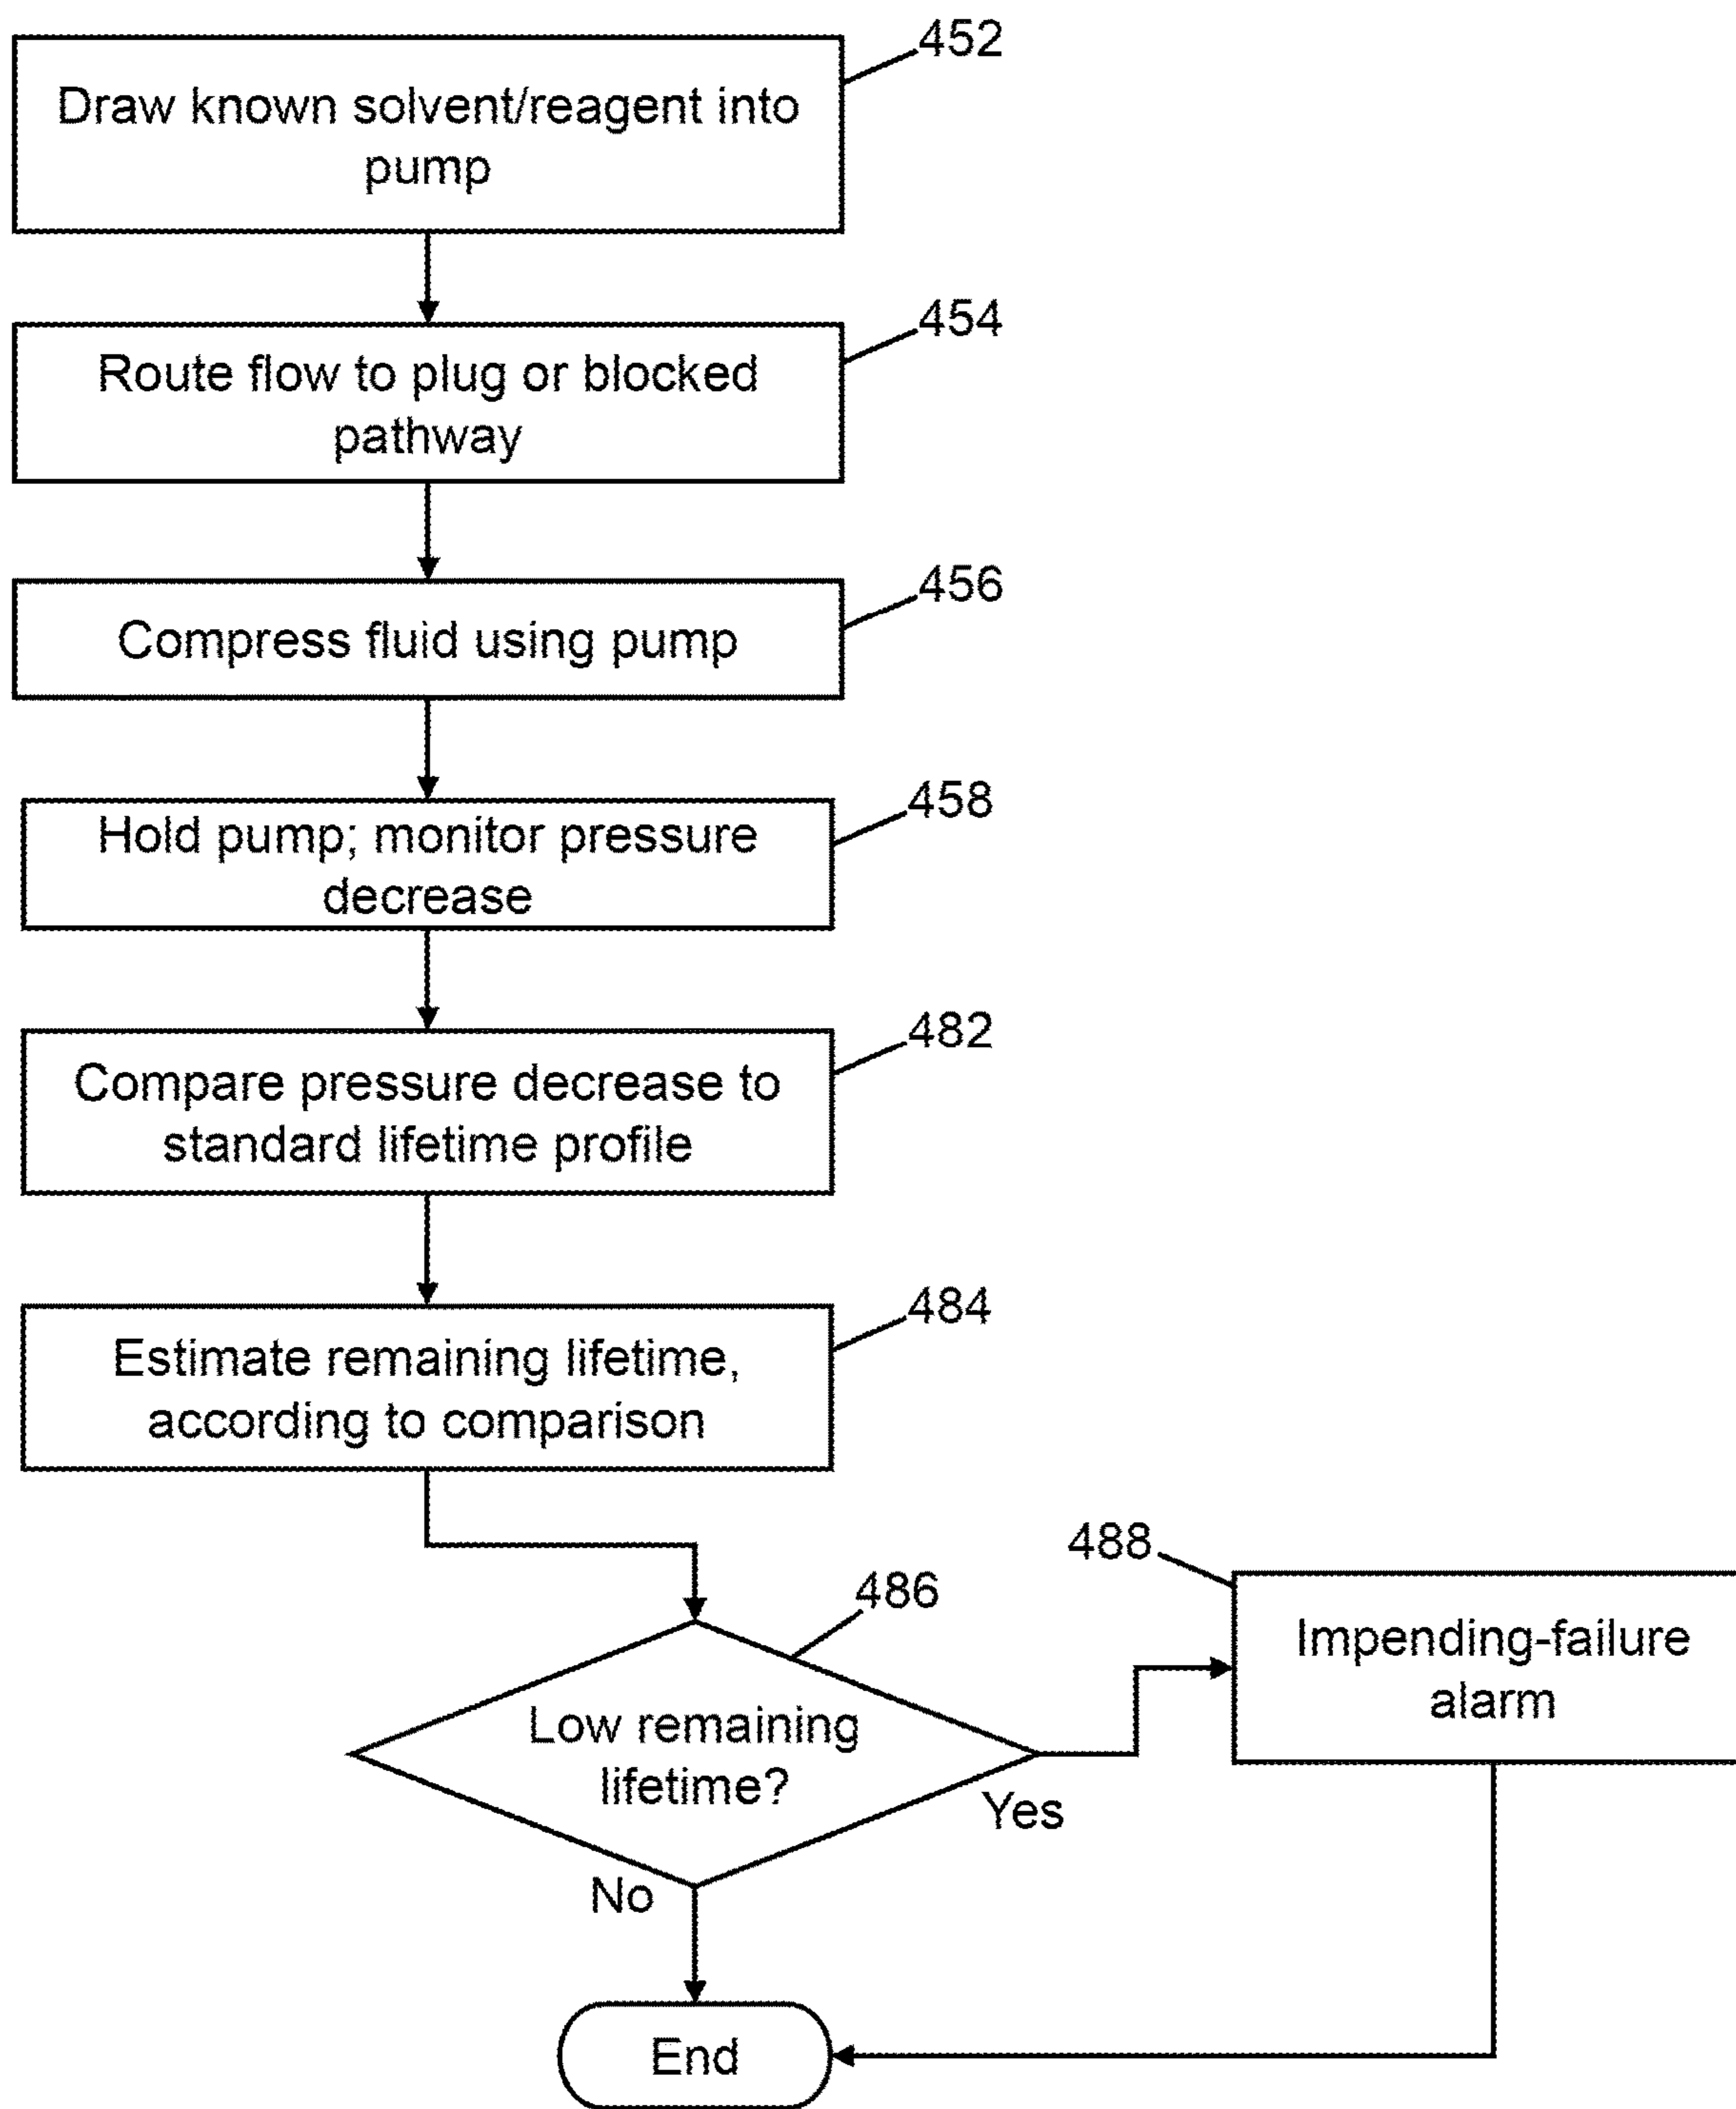 452
Draw known solvent/reagent into
pump
454
Route flow to plug or blocked
pathway
456
Compress fluid using pump
458
Hold pump; monitor pressure
decrease
482
Compare pressure decrease to
standard lifetime profile
484
Estimate remaining lifetime,
according to comparison
486
Low remaining
lifetime?
488
Impending-failure
alarm
Yes
No
End